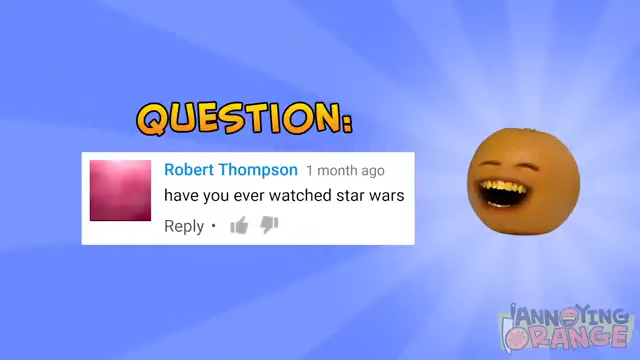 QUESTION:
Robert Thompson 1 month ago
have you ever watched star wars
Reply •
ANNOYING
ORANGE